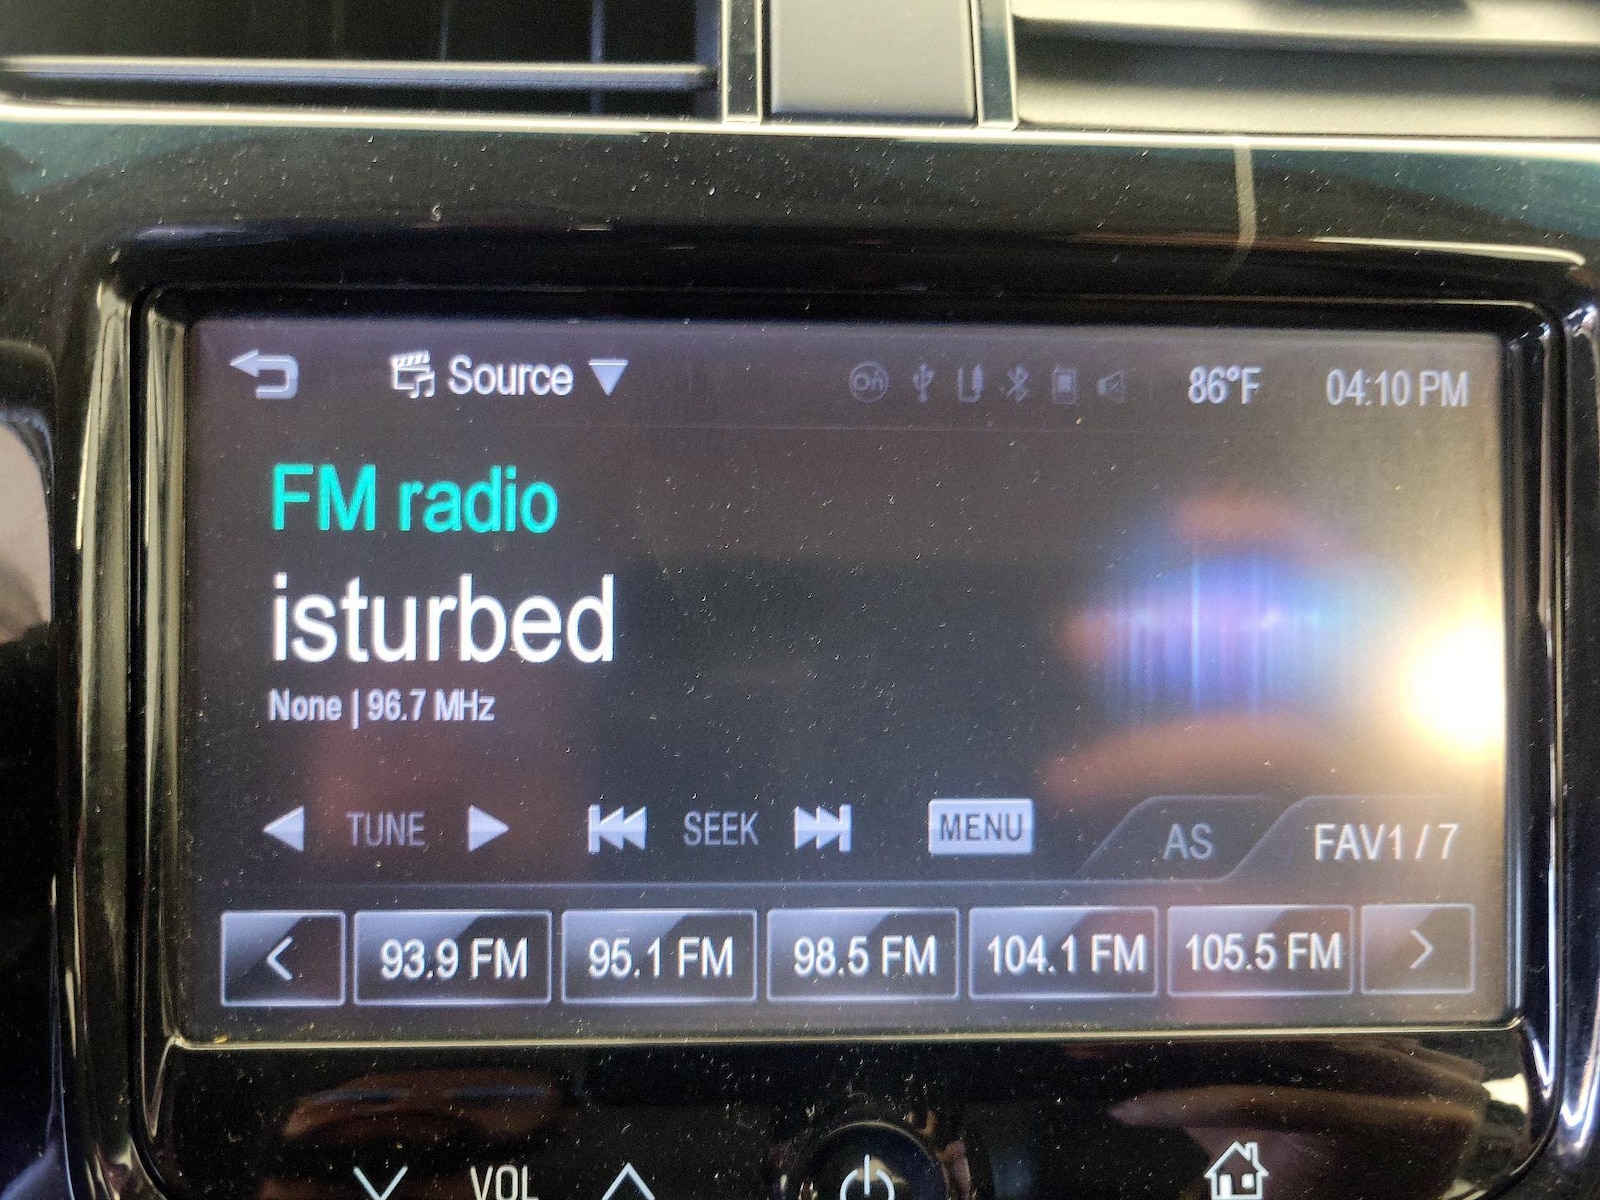 Source 86°F 04:10 PM
FM radio
isturbed
None | 96.7 MHz
TUNE SEEK MENU AS FAV1 / 7
< 93.9 FM 95.1 FM 98.5 FM 104.1 FM 105.5 FM >
VOL